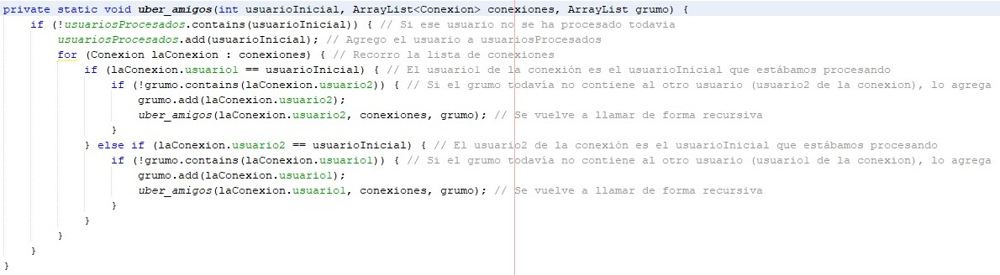 private static void uber_amigos(int usuarioInicial, ArrayList<Conexion> conexiones, ArrayList grumo) {
if (!usuariosProcesados.contains(usuarioInicial)) { // Si ese usuario no se ha procesado todavia
usuariosProcesados.add(usuarioInicial); // Agrego el usuario a usuariosProcesados
for (Conexion laConexion : conexiones) { // Recorro la lista de conexiones
if (laConexion.usuario1 == usuarioInicial) { // El usuario1 de la conexión es el usuarioInicial que estábamos procesando
if (!grumo.contains(laConexion.usuario2)) { // Si el grumo todavía no contiene al otro usuario (usuario2 de la conexion), lo agrega
grumo.add(laConexion.usuario2);
uber_amigos(laConexion.usuario2, conexiones, grumo); // Se vuelve a llamar de forma recursiva
}
} else if (laConexion.usuario2 == usuarioInicial) { // El usuario2 de la conexión es el usuarioInicial que estábamos procesando
if (!grumo.contains(laConexion.usuario1)) { // Si el grumo todavía no contiene al otro usuario (usuario1 de la conexion), lo agrega
grumo.add(laConexion.usuario1);
uber_amigos(laConexion.usuario1, conexiones, grumo); // Se vuelve a llamar de forma recursiva
}
}
}
}
}